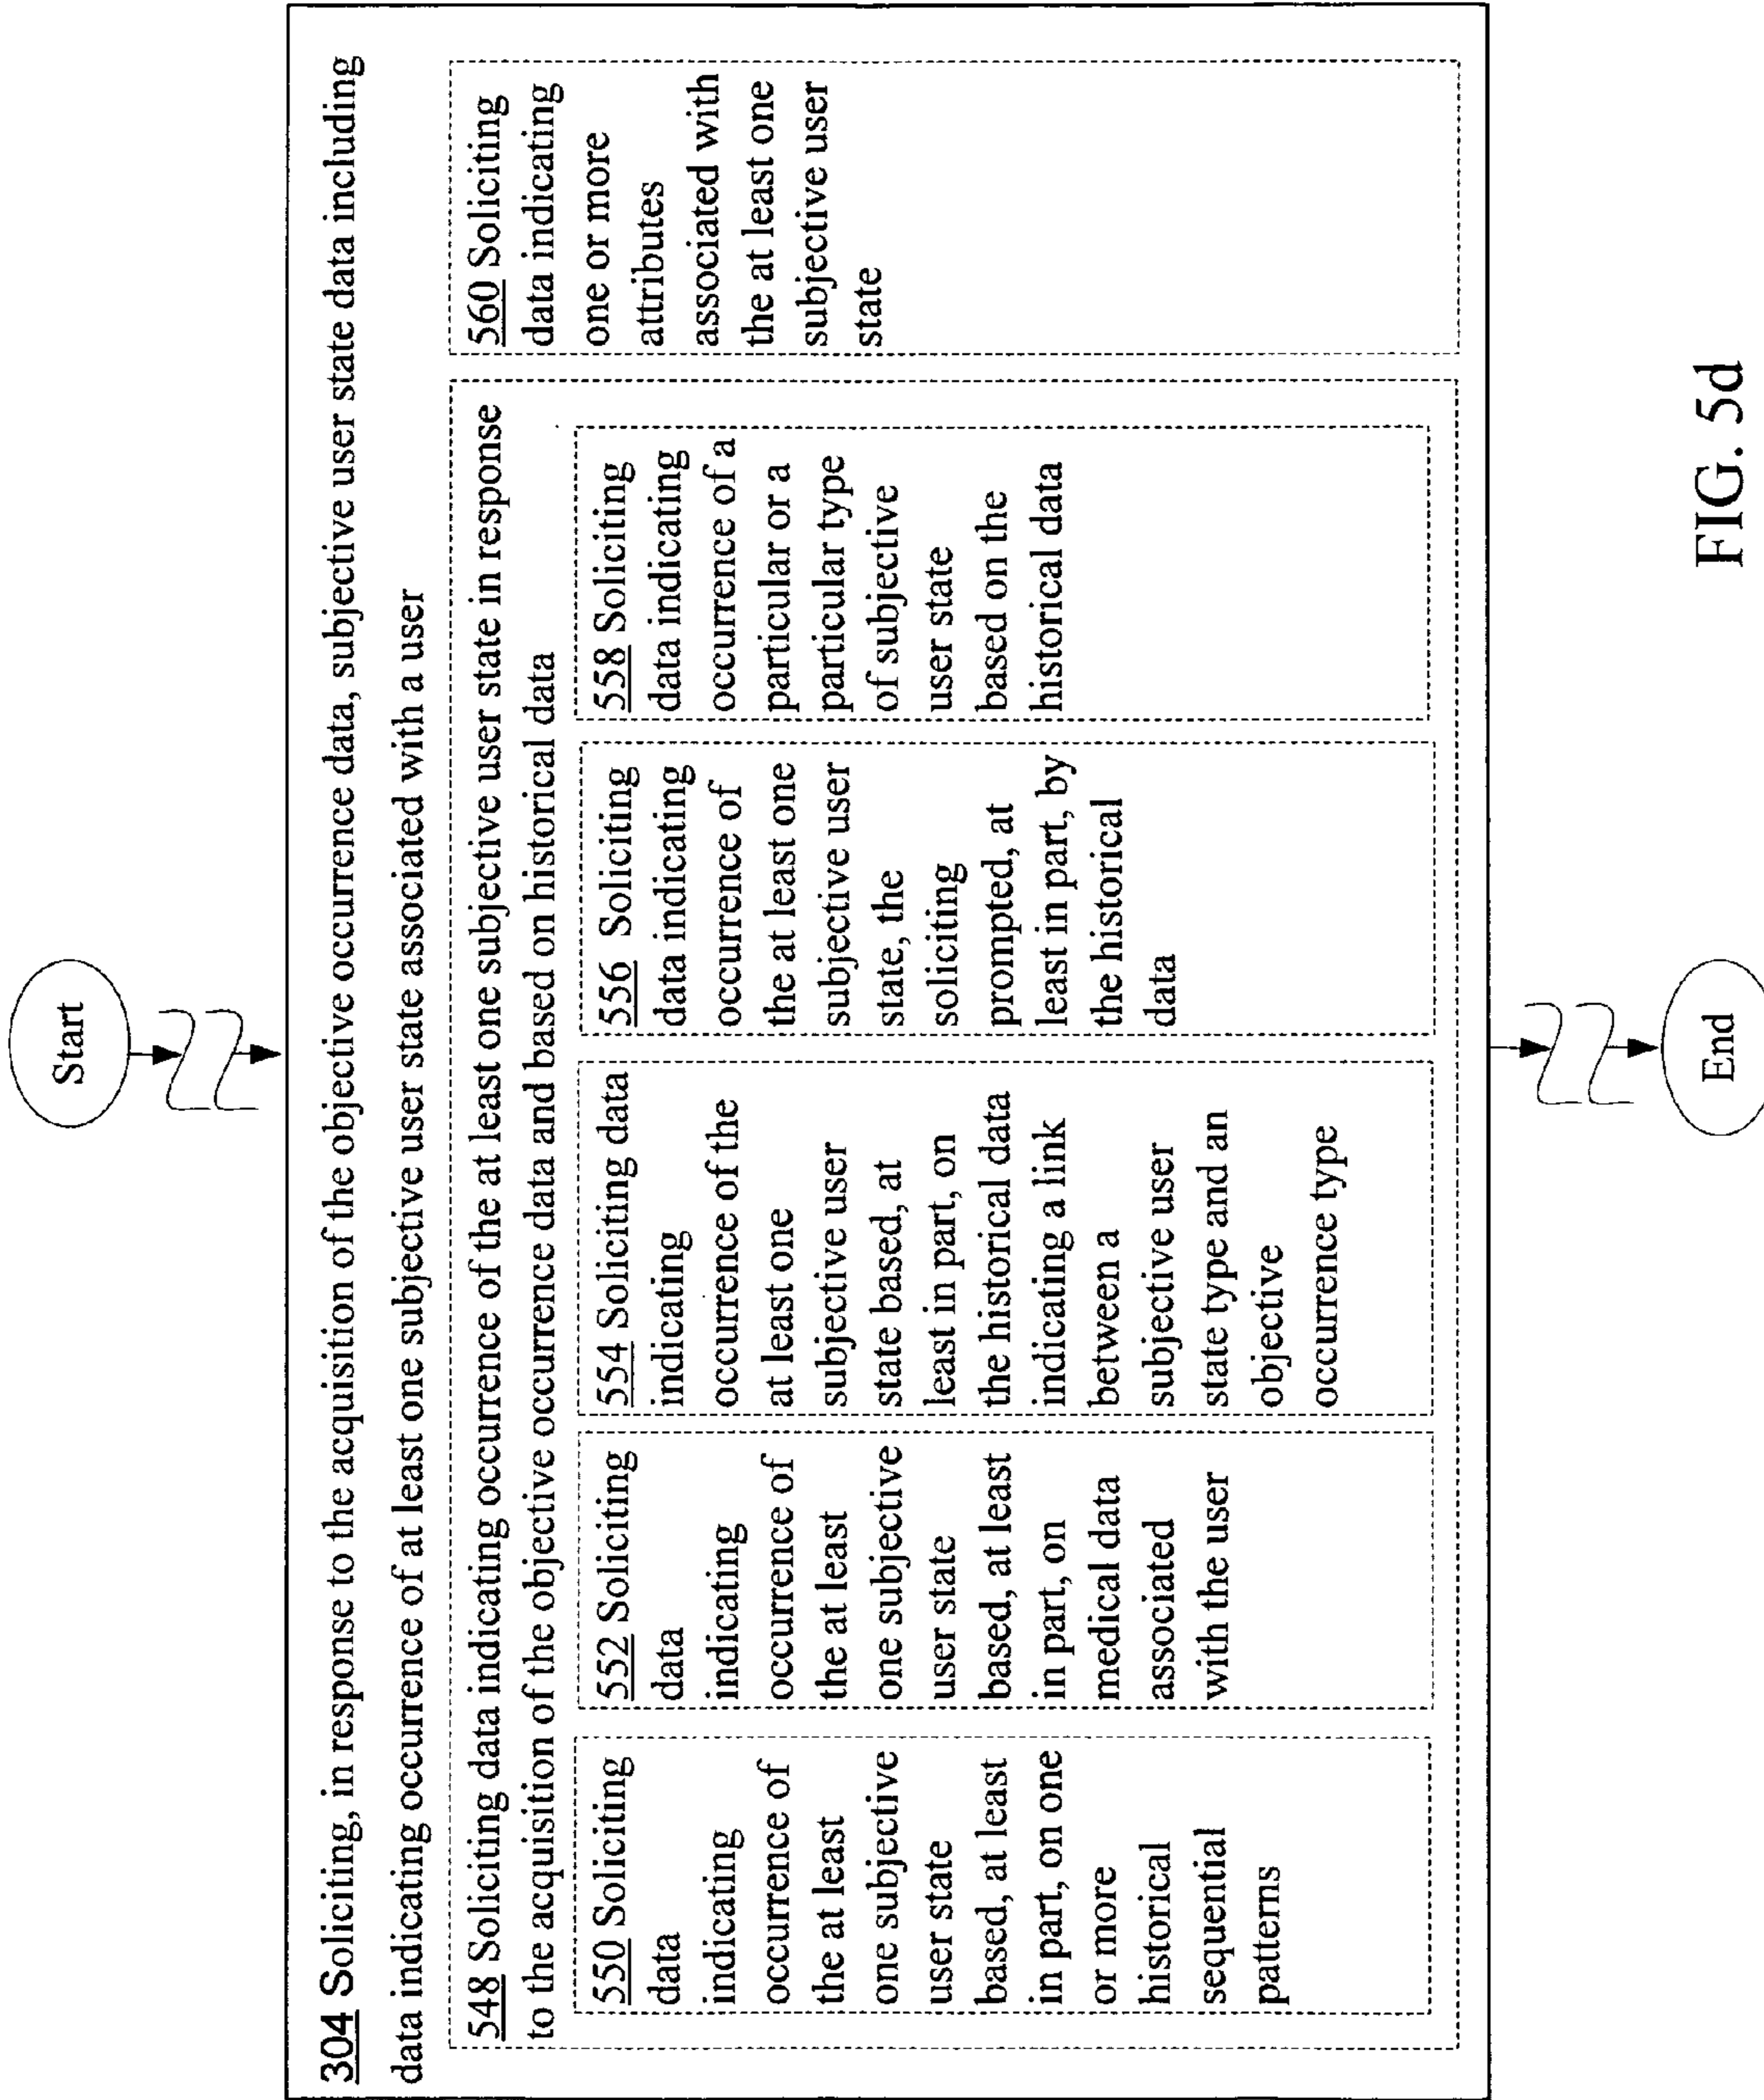 Start
304 Soliciting, in response to the acquisition of the objective occurrence data, subjective user state data including
data indicating occurrence of at least one subjective user state associated with a user
548 Soliciting data indicating occurrence of the at least one subjective user state in response
to the acquisition of the objective occurrence data and based on historical data
550 Soliciting
data
indicating
occurrence of
the at least
one subjective
user state
based, at least
in part, on one
or more
historical
sequential
patterns
552 Soliciting
data
indicating
occurrence of
the at least
one subjective
user state
based, at least
in part, on
medical data
associated
with the user
554 Soliciting data
indicating
occurrence of the
at least one
subjective user
state based, at
least in part, on
the historical data
indicating a link
between a
subjective user
state type and an
objective
occurrence type
556 Soliciting
data indicating
occurrence of
the at least one
subjective user
state, the
soliciting
prompted, at
least in part, by
the historical
data
558 Soliciting
data indicating
occurrence of a
particular or a
particular type
of subjective
user state
based on the
historical data
560 Soliciting
data indicating
one or more
attributes
associated with
the at least one
subjective user
state
End
FIG. 5d